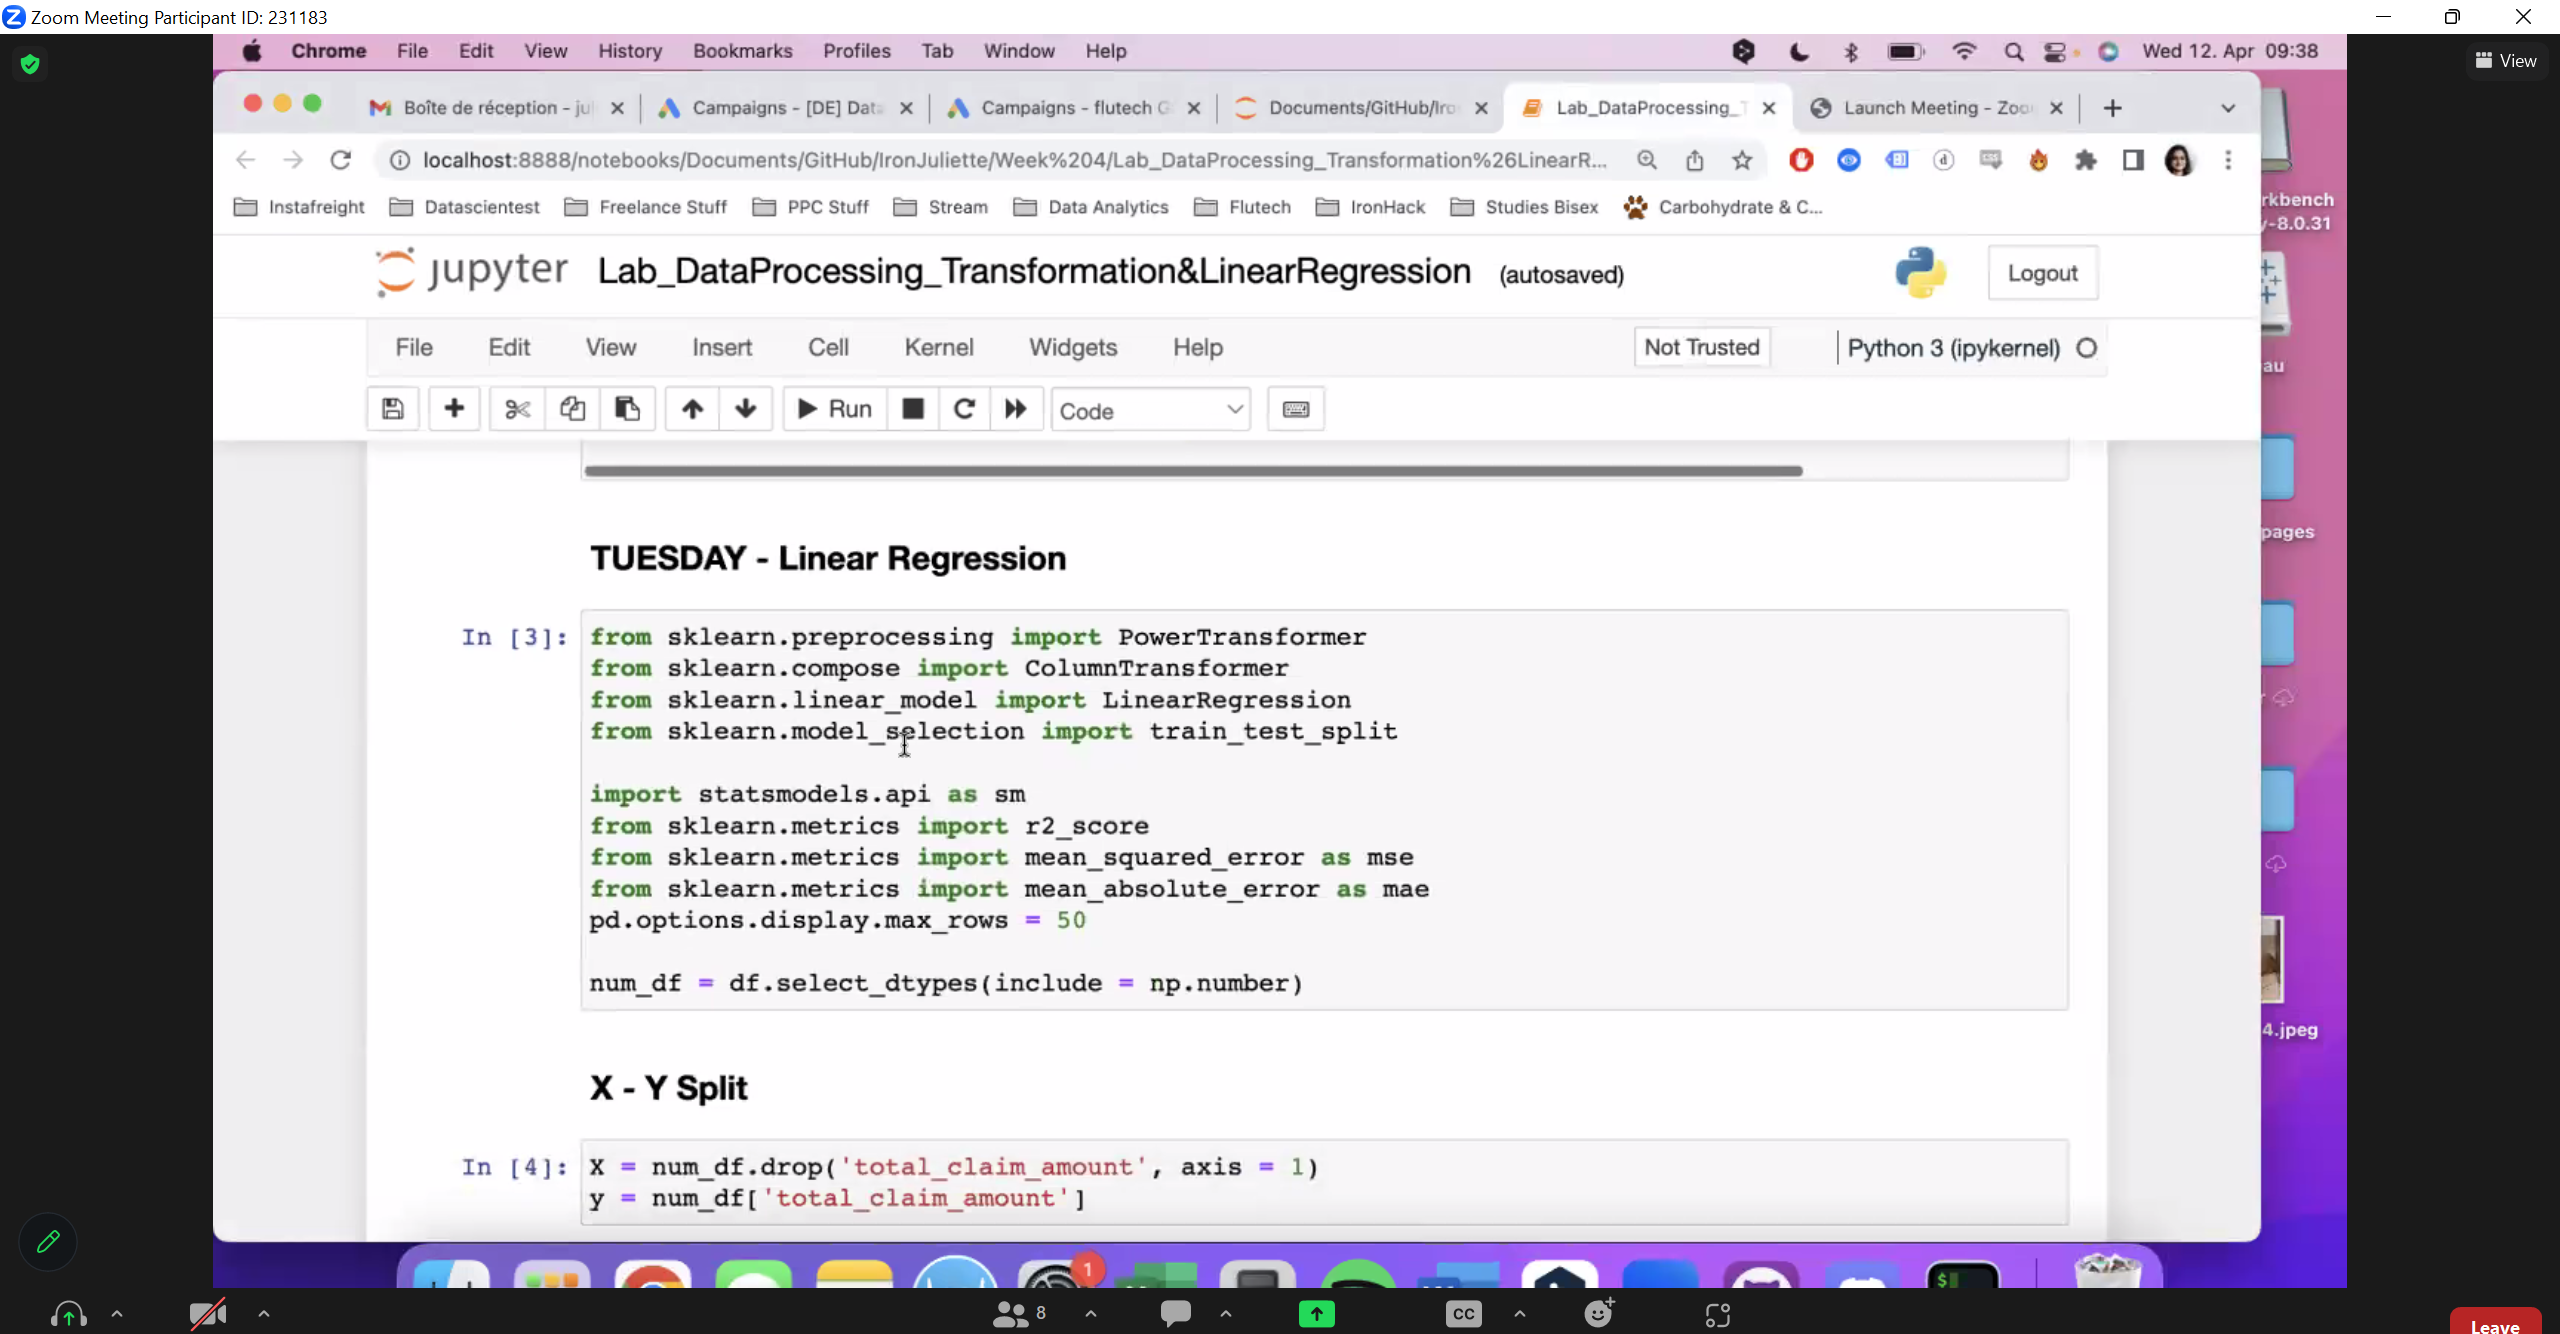 Zoom Meeting Participant ID: 231183
View
Chrome File Edit View History Bookmarks Profiles Tab Window Help
Wed 12. Apr 09:38
Boîte de réception - jul
Campaigns - [DE] Data
Campaigns - flutech G
Documents/GitHub/Iro
Lab_DataProcessing_T
Launch Meeting - Zoo
localhost:8888/notebooks/Documents/GitHub/IronJuliette/Week%204/Lab_DataProcessing_Transformation%26LinearR...
Instafreight Datascientest Freelance Stuff PPC Stuff Stream Data Analytics Flutech IronHack Studies Bisex Carbohydrate & C...
rkbench
y-8.0.31
jupyter Lab_DataProcessing_Transformation&LinearRegression (autosaved)
Logout
File Edit View Insert Cell Kernel Widgets Help
Not Trusted
Python 3 (ipykernel)
au
Run
Code
pages
TUESDAY - Linear Regression
In [3]: from sklearn.preprocessing import PowerTransformer
from sklearn.compose import ColumnTransformer
from sklearn.linear_model import LinearRegression
from sklearn.model_selection import train_test_split
import statsmodels.api as sm
from sklearn.metrics import r2_score
from sklearn.metrics import mean_squared_error as mse
from sklearn.metrics import mean_absolute_error as mae
pd.options.display.max_rows = 50
num_df = df.select_dtypes(include = np.number)
4.jpeg
X - Y Split
In [4]: X = num_df.drop('total_claim_amount', axis = 1)
y = num_df['total_claim_amount']
1
8
CC
Leave